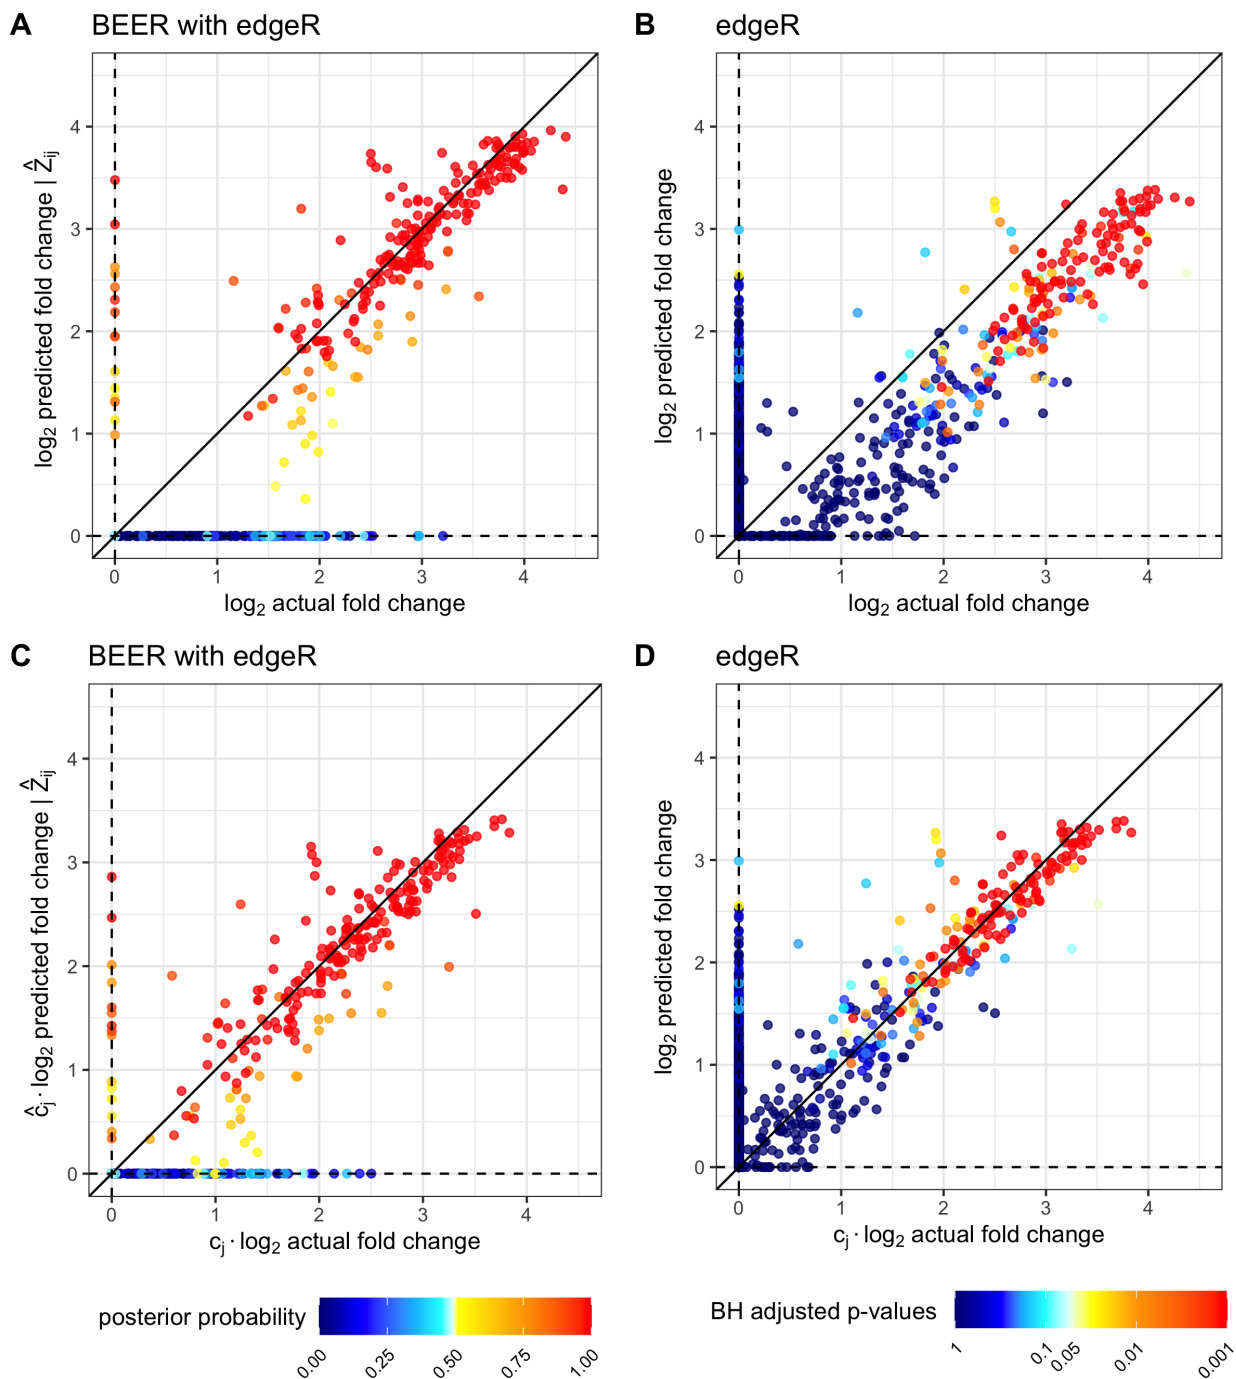 A BEER with edgeR
B edgeR
log₂ predicted fold change | Ẑᵢⱼ
4
3
2
1
0
0 1 2 3 4
log₂ actual fold change
log₂ predicted fold change
4
3
2
1
0
0 1 2 3 4
log₂ actual fold change
C BEER with edgeR
D edgeR
ĉⱼ · log₂ predicted fold change | Ẑᵢⱼ
4
3
2
1
0
0 1 2 3 4
cⱼ · log₂ actual fold change
log₂ predicted fold change
4
3
2
1
0
0 1 2 3 4
cⱼ · log₂ actual fold change
posterior probability
0.00 0.25 0.50 0.75 1.00
BH adjusted p-values
1 0.1 0.05 0.01 0.001